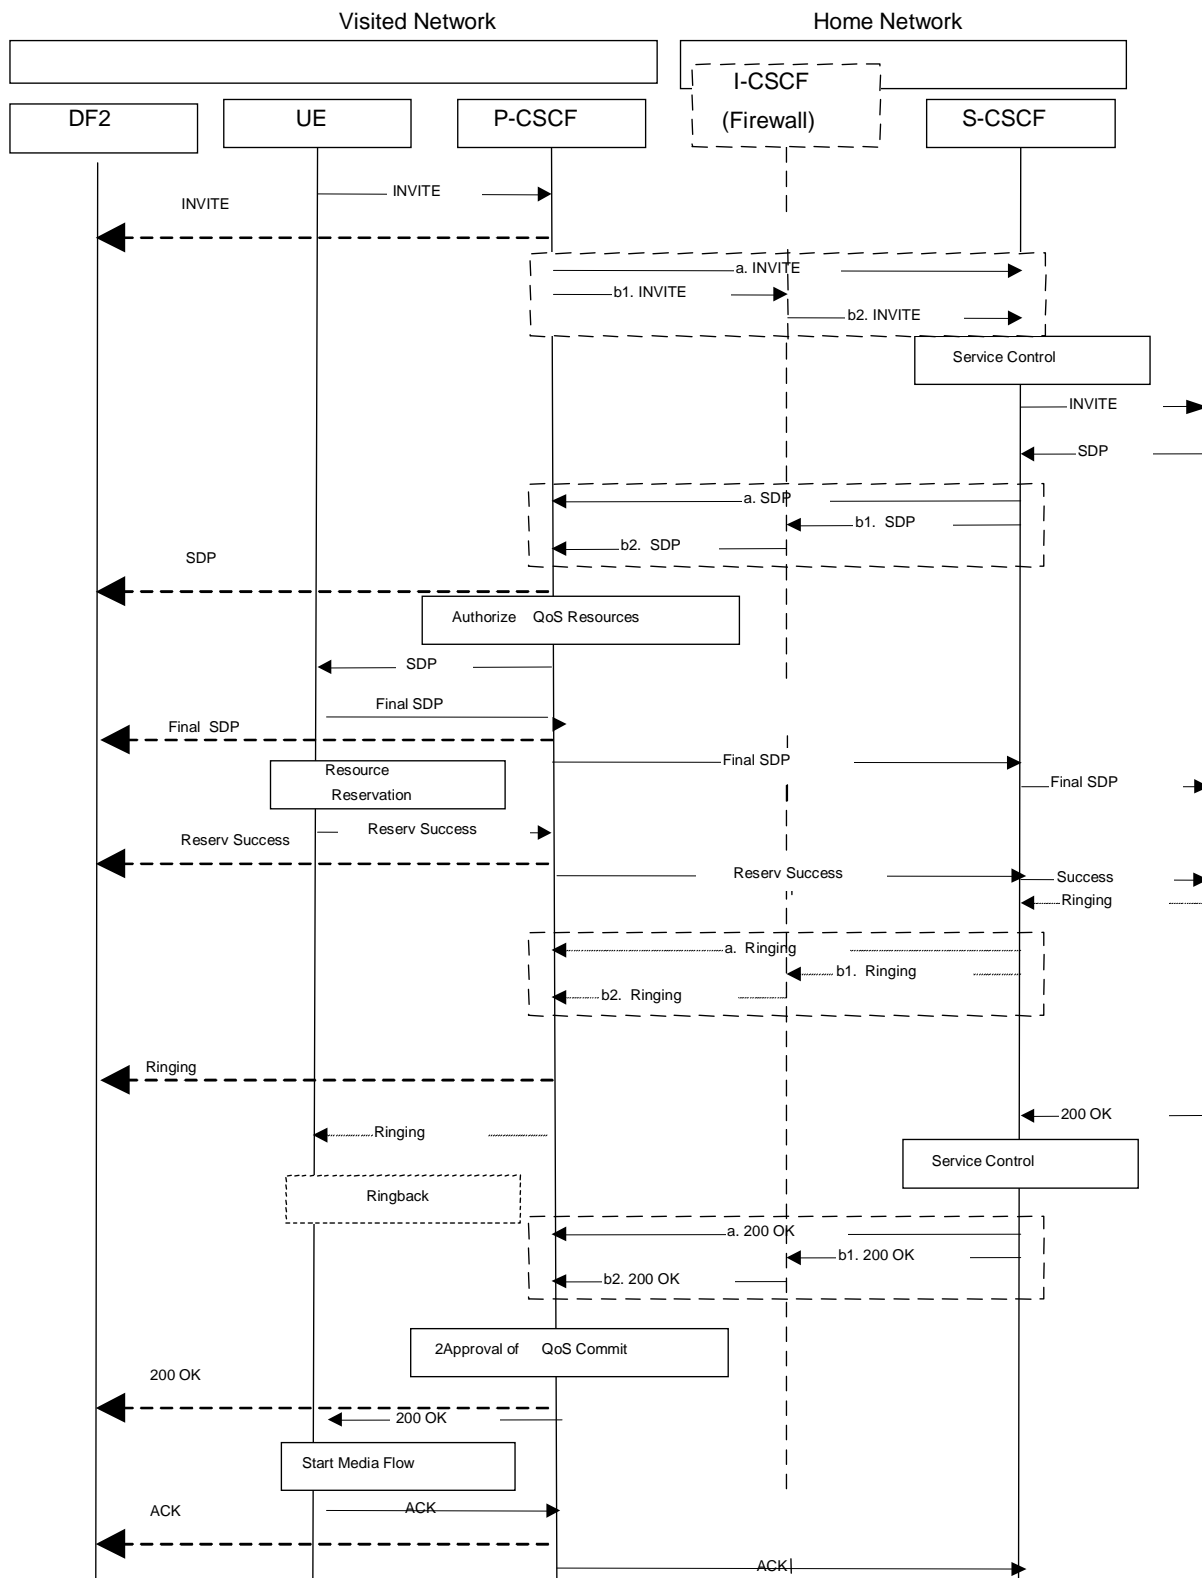 Visited Network
Home Network
I-CSCF
(Firewall)
DF2
UE
P-CSCF
S-CSCF
INVITE
INVITE
a. INVITE
b1. INVITE
b2. INVITE
Service Control
INVITE
SDP
a. SDP
b1. SDP
b2. SDP
SDP
Authorize QoS Resources
SDP
Final SDP
Final SDP
Final SDP
Resource
Reservation
Final SDP
Reserv Success
Reserv Success
Reserv Success
Success
Ringing
a. Ringing
b1. Ringing
b2. Ringing
Ringing
200 OK
Ringing
Service Control
Ringback
a. 200 OK
b1. 200 OK
b2. 200 OK
2Approval of QoS Commit
200 OK
200 OK
Start Media Flow
ACK
ACK
ACK